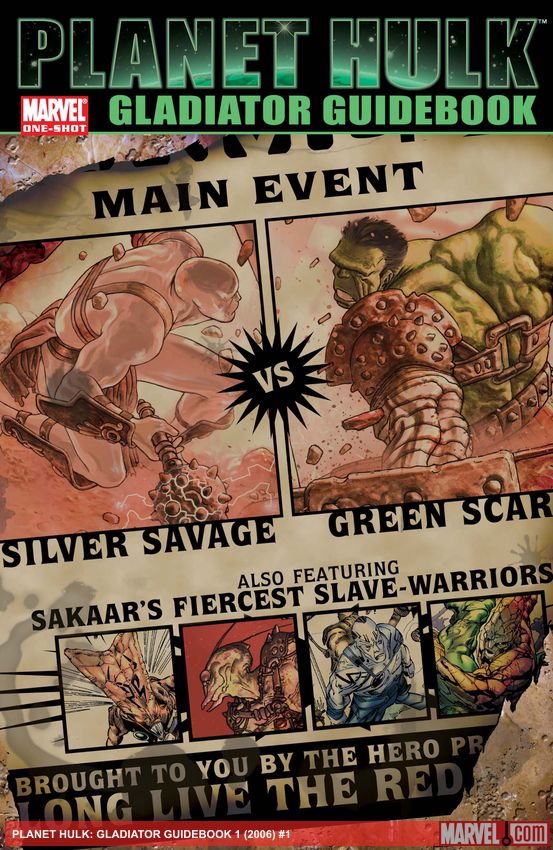 PLANET HULK™
MARVEL®
ONE-SHOT
GLADIATOR GUIDEBOOK
MAIN EVENT
VS
SILVER SAVAGE
GREEN SCAR
ALSO FEATURING
SAKAAR'S FIERCEST SLAVE-WARRIORS
BROUGHT TO YOU BY THE HERO PR
LONG LIVE THE RED
PLANET HULK: GLADIATOR GUIDEBOOK 1 (2006) #1
MARVEL.com